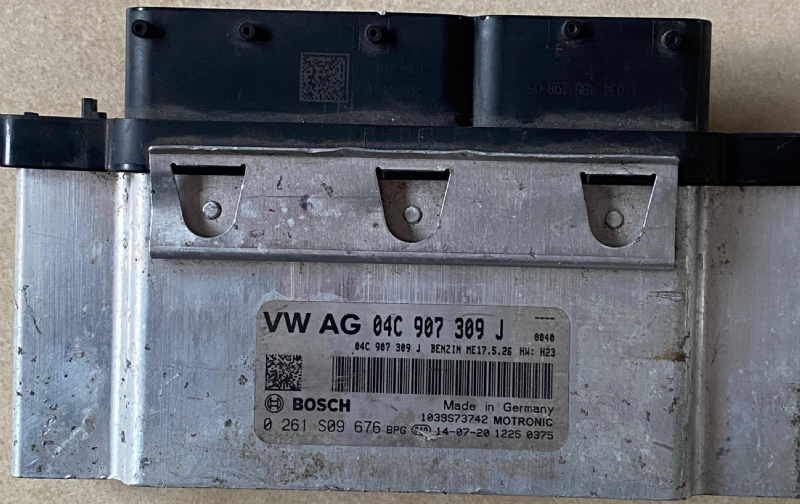 VW AG 04C 907 309 J ----
0040
04C 907 309 J BENZIN ME17.5.26 HW: H23
BOSCH
Made in Germany
1039S73742 MOTRONIC
0 261 S09 676 BPG 14-07-20 1225 0375